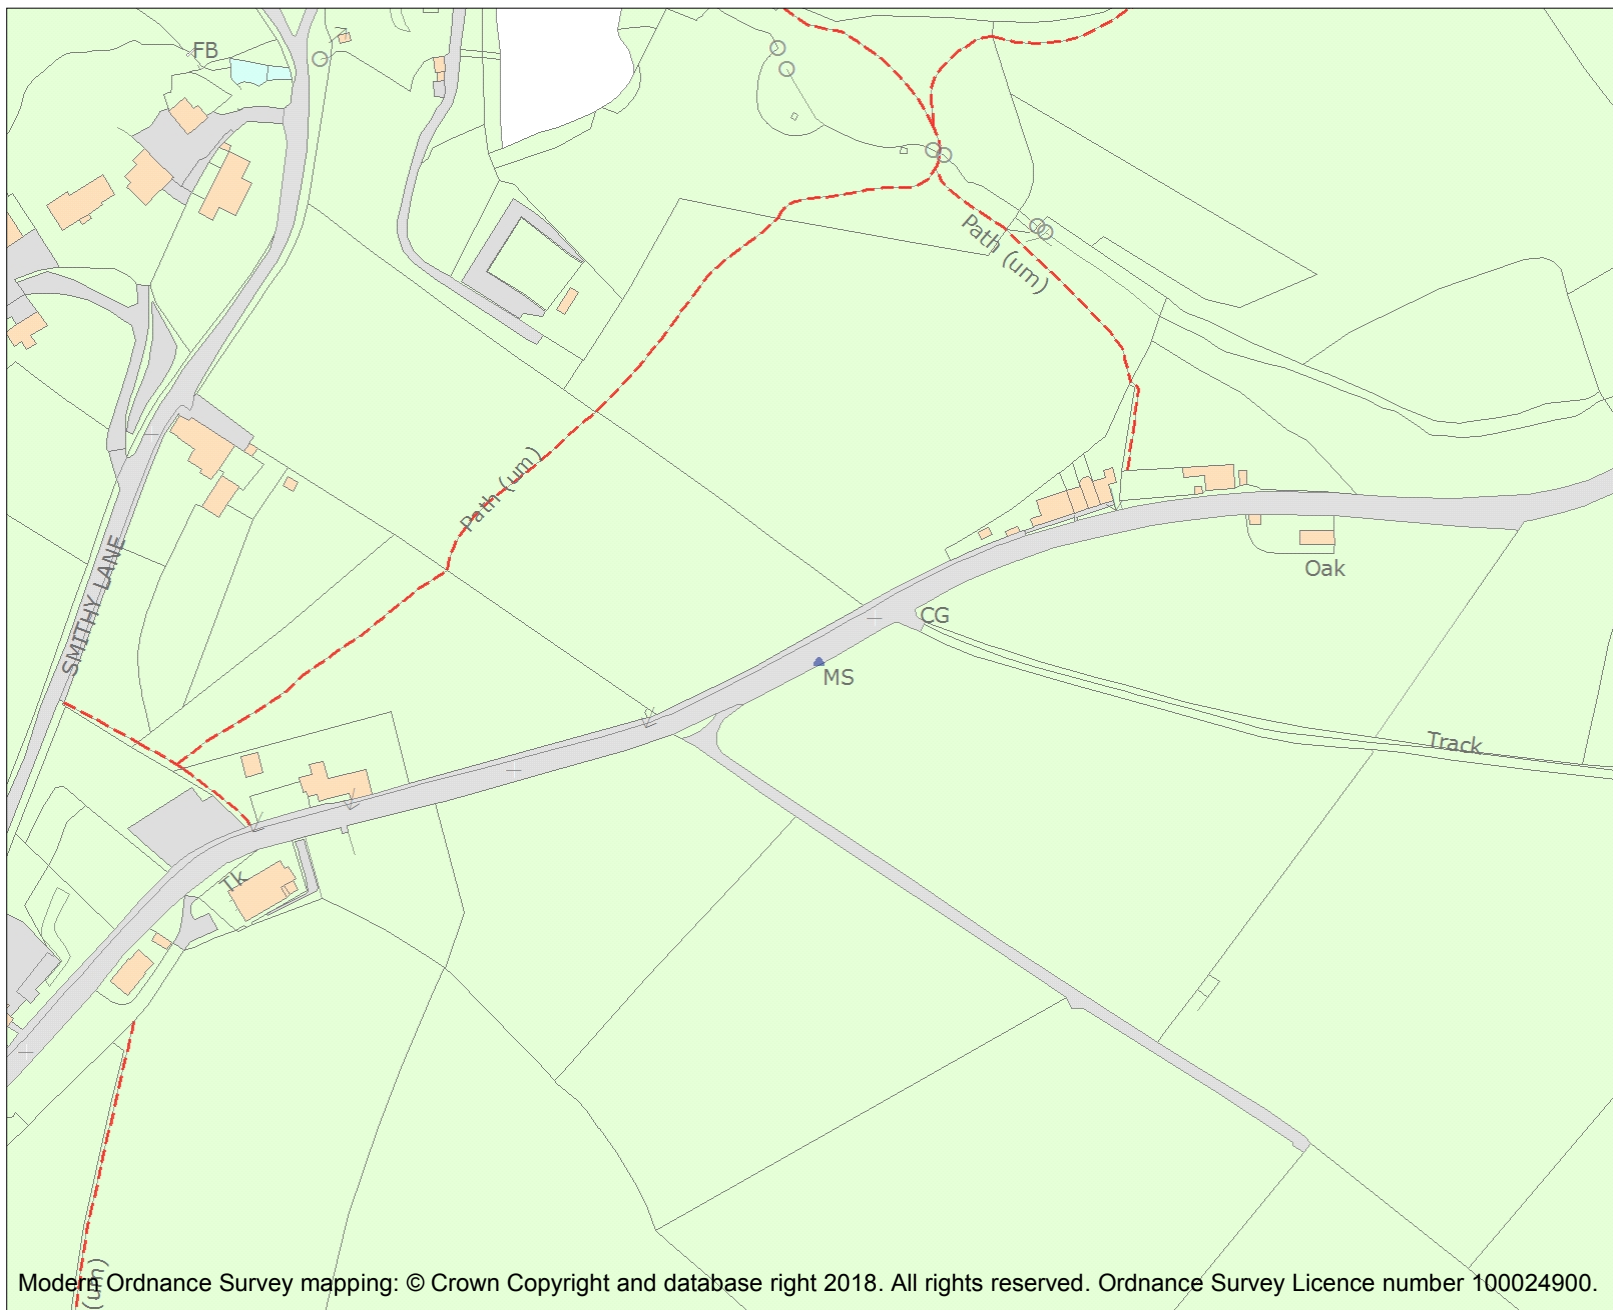 FB
Path (um)
Path (um)
SMITHY LANE
Oak
CG
MS
Track
Tk
(um)
Modern Ordnance Survey mapping: © Crown Copyright and database right 2018. All rights reserved. Ordnance Survey Licence number 100024900.